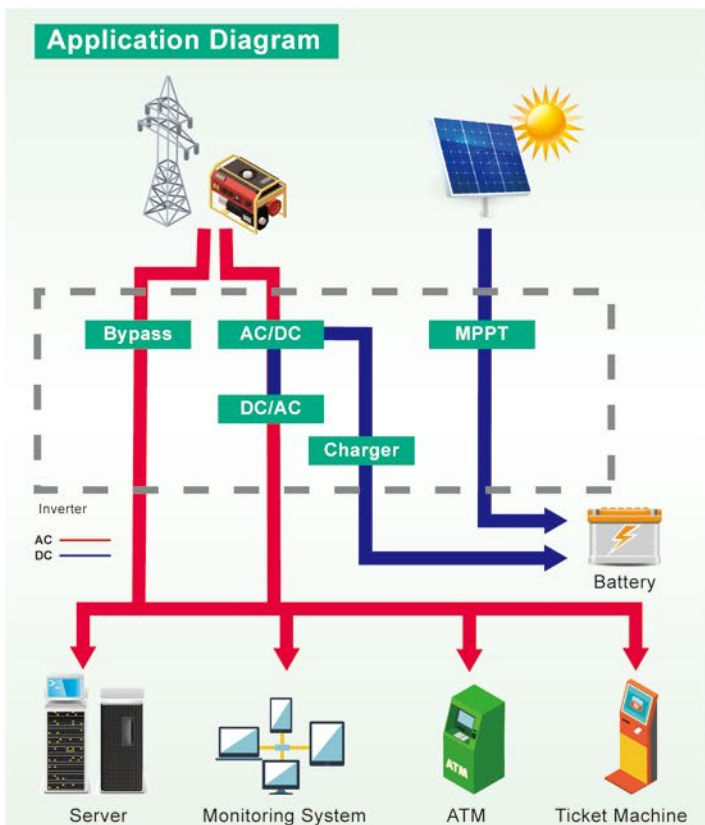 Application Diagram
Bypass
AC/DC
MPPT
DC/AC
Charger
Inverter
AC
DC
Battery
ATM
Server
Monitoring System
ATM
Ticket Machine